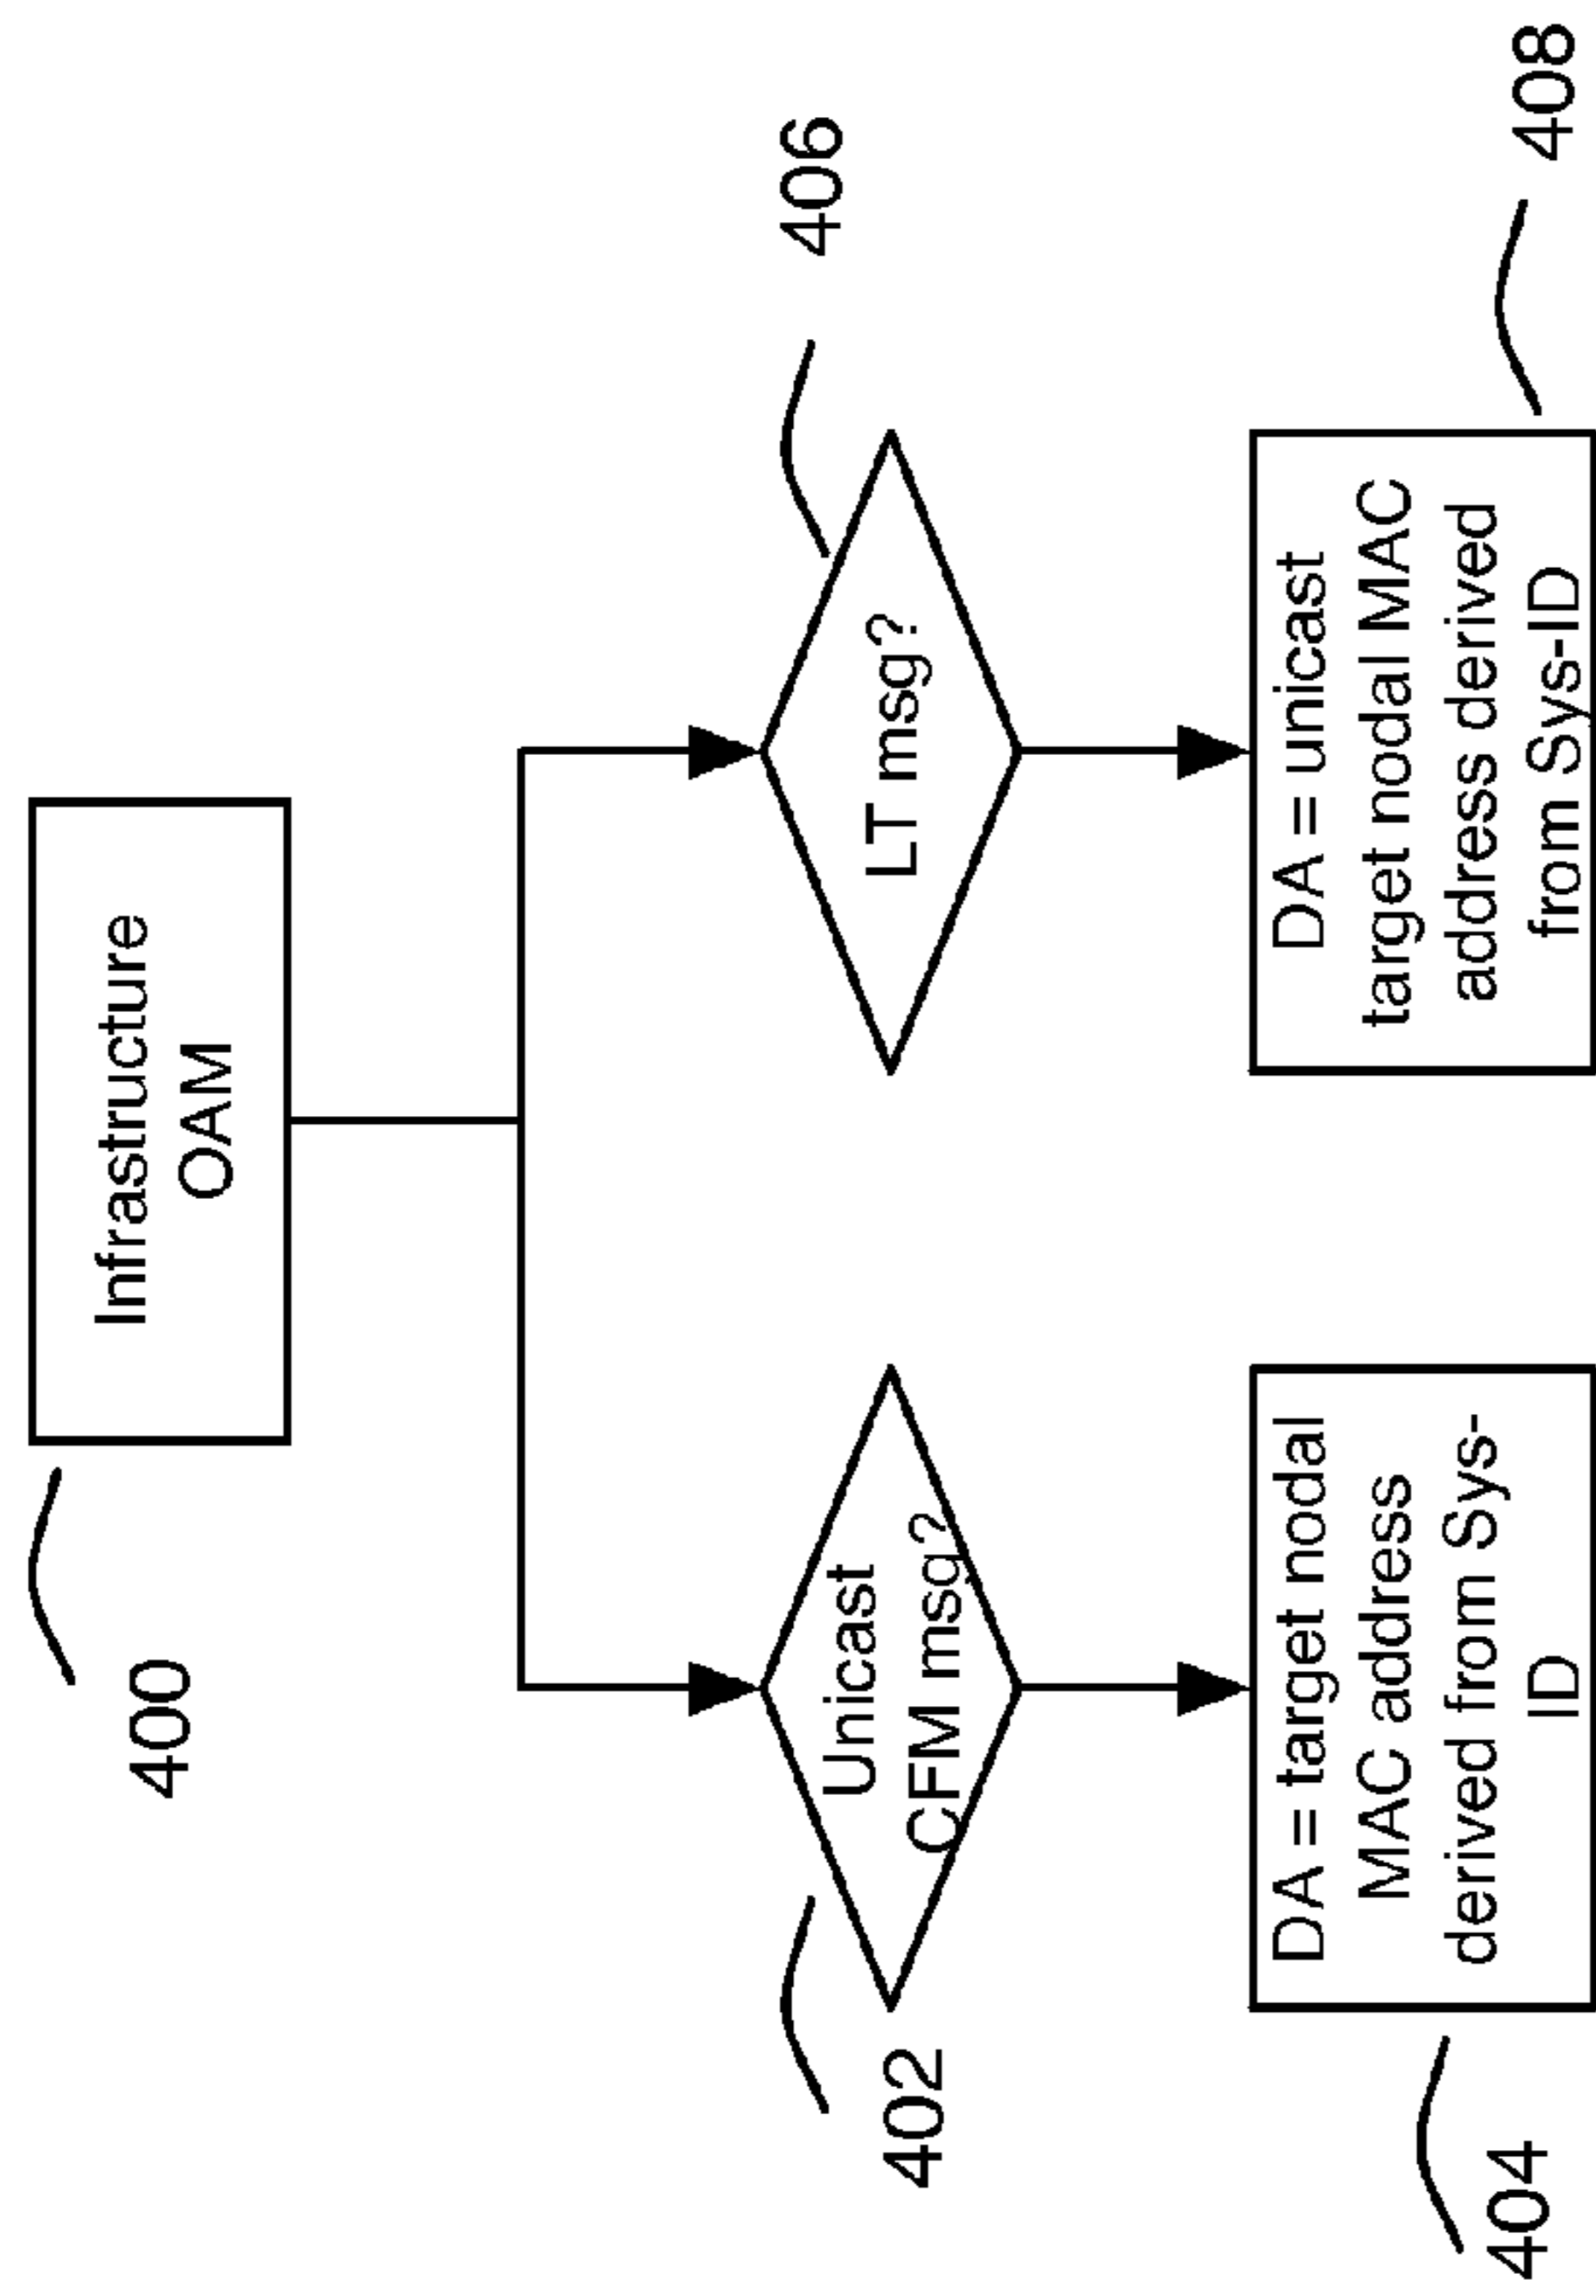 400
Infrastructure
OAM
402
Unicast
CFM msg?
406
LT msg?
404
DA = target nodal
MAC address
derived from Sys-
ID
408
DA = unicast
target nodal MAC
address derived
from Sys-ID